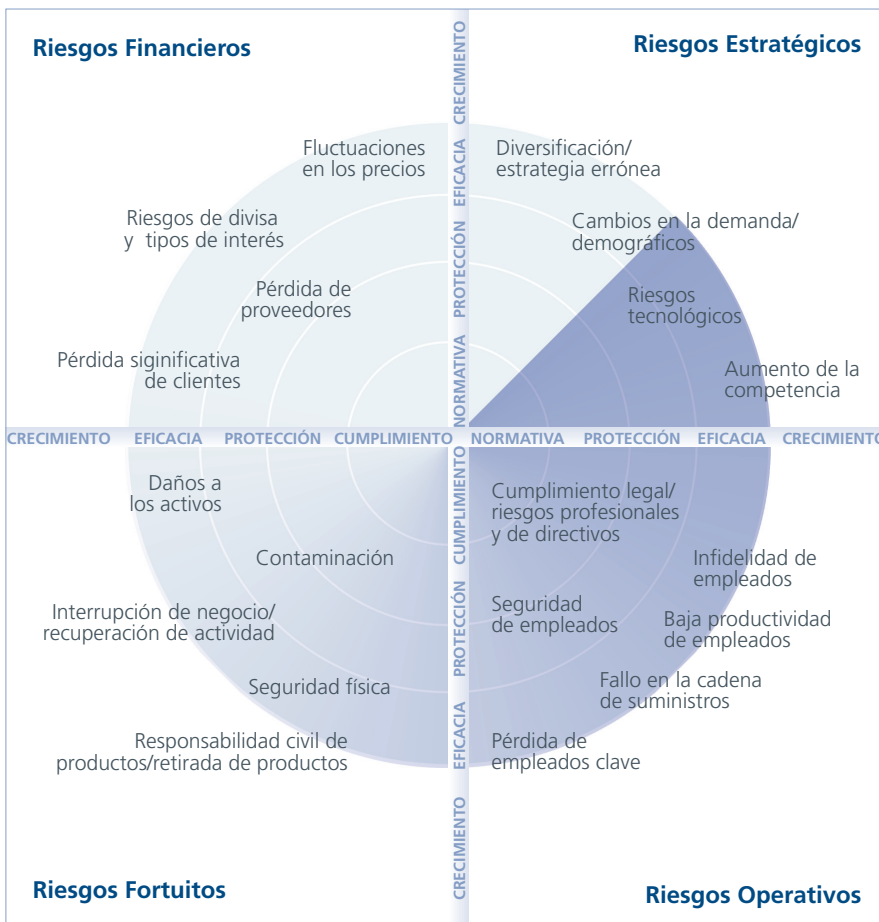 Riesgos Financieros
Riesgos Estratégicos
CRECIMIENTO
EFICACIA
PROTECCIÓN
NORMATIVA
Fluctuaciones
en los precios
Riesgos de divisa
y tipos de interés
Pérdida de
proveedores
Pérdida siginificativa
de clientes
Diversificación/
estrategia errónea
Cambios en la demanda/
demográficos
Riesgos
tecnológicos
Aumento de la
competencia
CRECIMIENTO EFICACIA PROTECCIÓN CUMPLIMIENTO NORMATIVA PROTECCIÓN EFICACIA CRECIMIENTO
Daños a
los activos
Contaminación
Interrupción de negocio/
recuperación de actividad
Seguridad física
Responsabilidad civil de
productos/retirada de productos
CUMPLIMIENTO
PROTECCIÓN
EFICACIA
CRECIMIENTO
Cumplimiento legal/
riesgos profesionales
y de directivos
Infidelidad de
empleados
Seguridad
de empleados
Baja productividad
de empleados
Fallo en la cadena
de suministros
Pérdida de
empleados clave
Riesgos Fortuitos
Riesgos Operativos